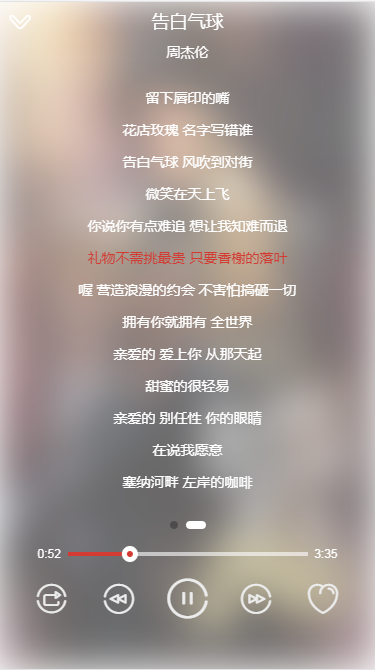 告白气球
周杰伦
留下唇印的嘴
花店玫瑰 名字写错谁
告白气球 风吹到对街
微笑在天上飞
你说你有点难追 想让我知难而退
礼物不需挑最贵 只要香榭的落叶
喔 营造浪漫的约会 不害怕搞砸一切
拥有你就拥有 全世界
亲爱的 爱上你 从那天起
甜蜜的很轻易
亲爱的 别任性 你的眼睛
在说我愿意
塞纳河畔 左岸的咖啡
0:52 3:35